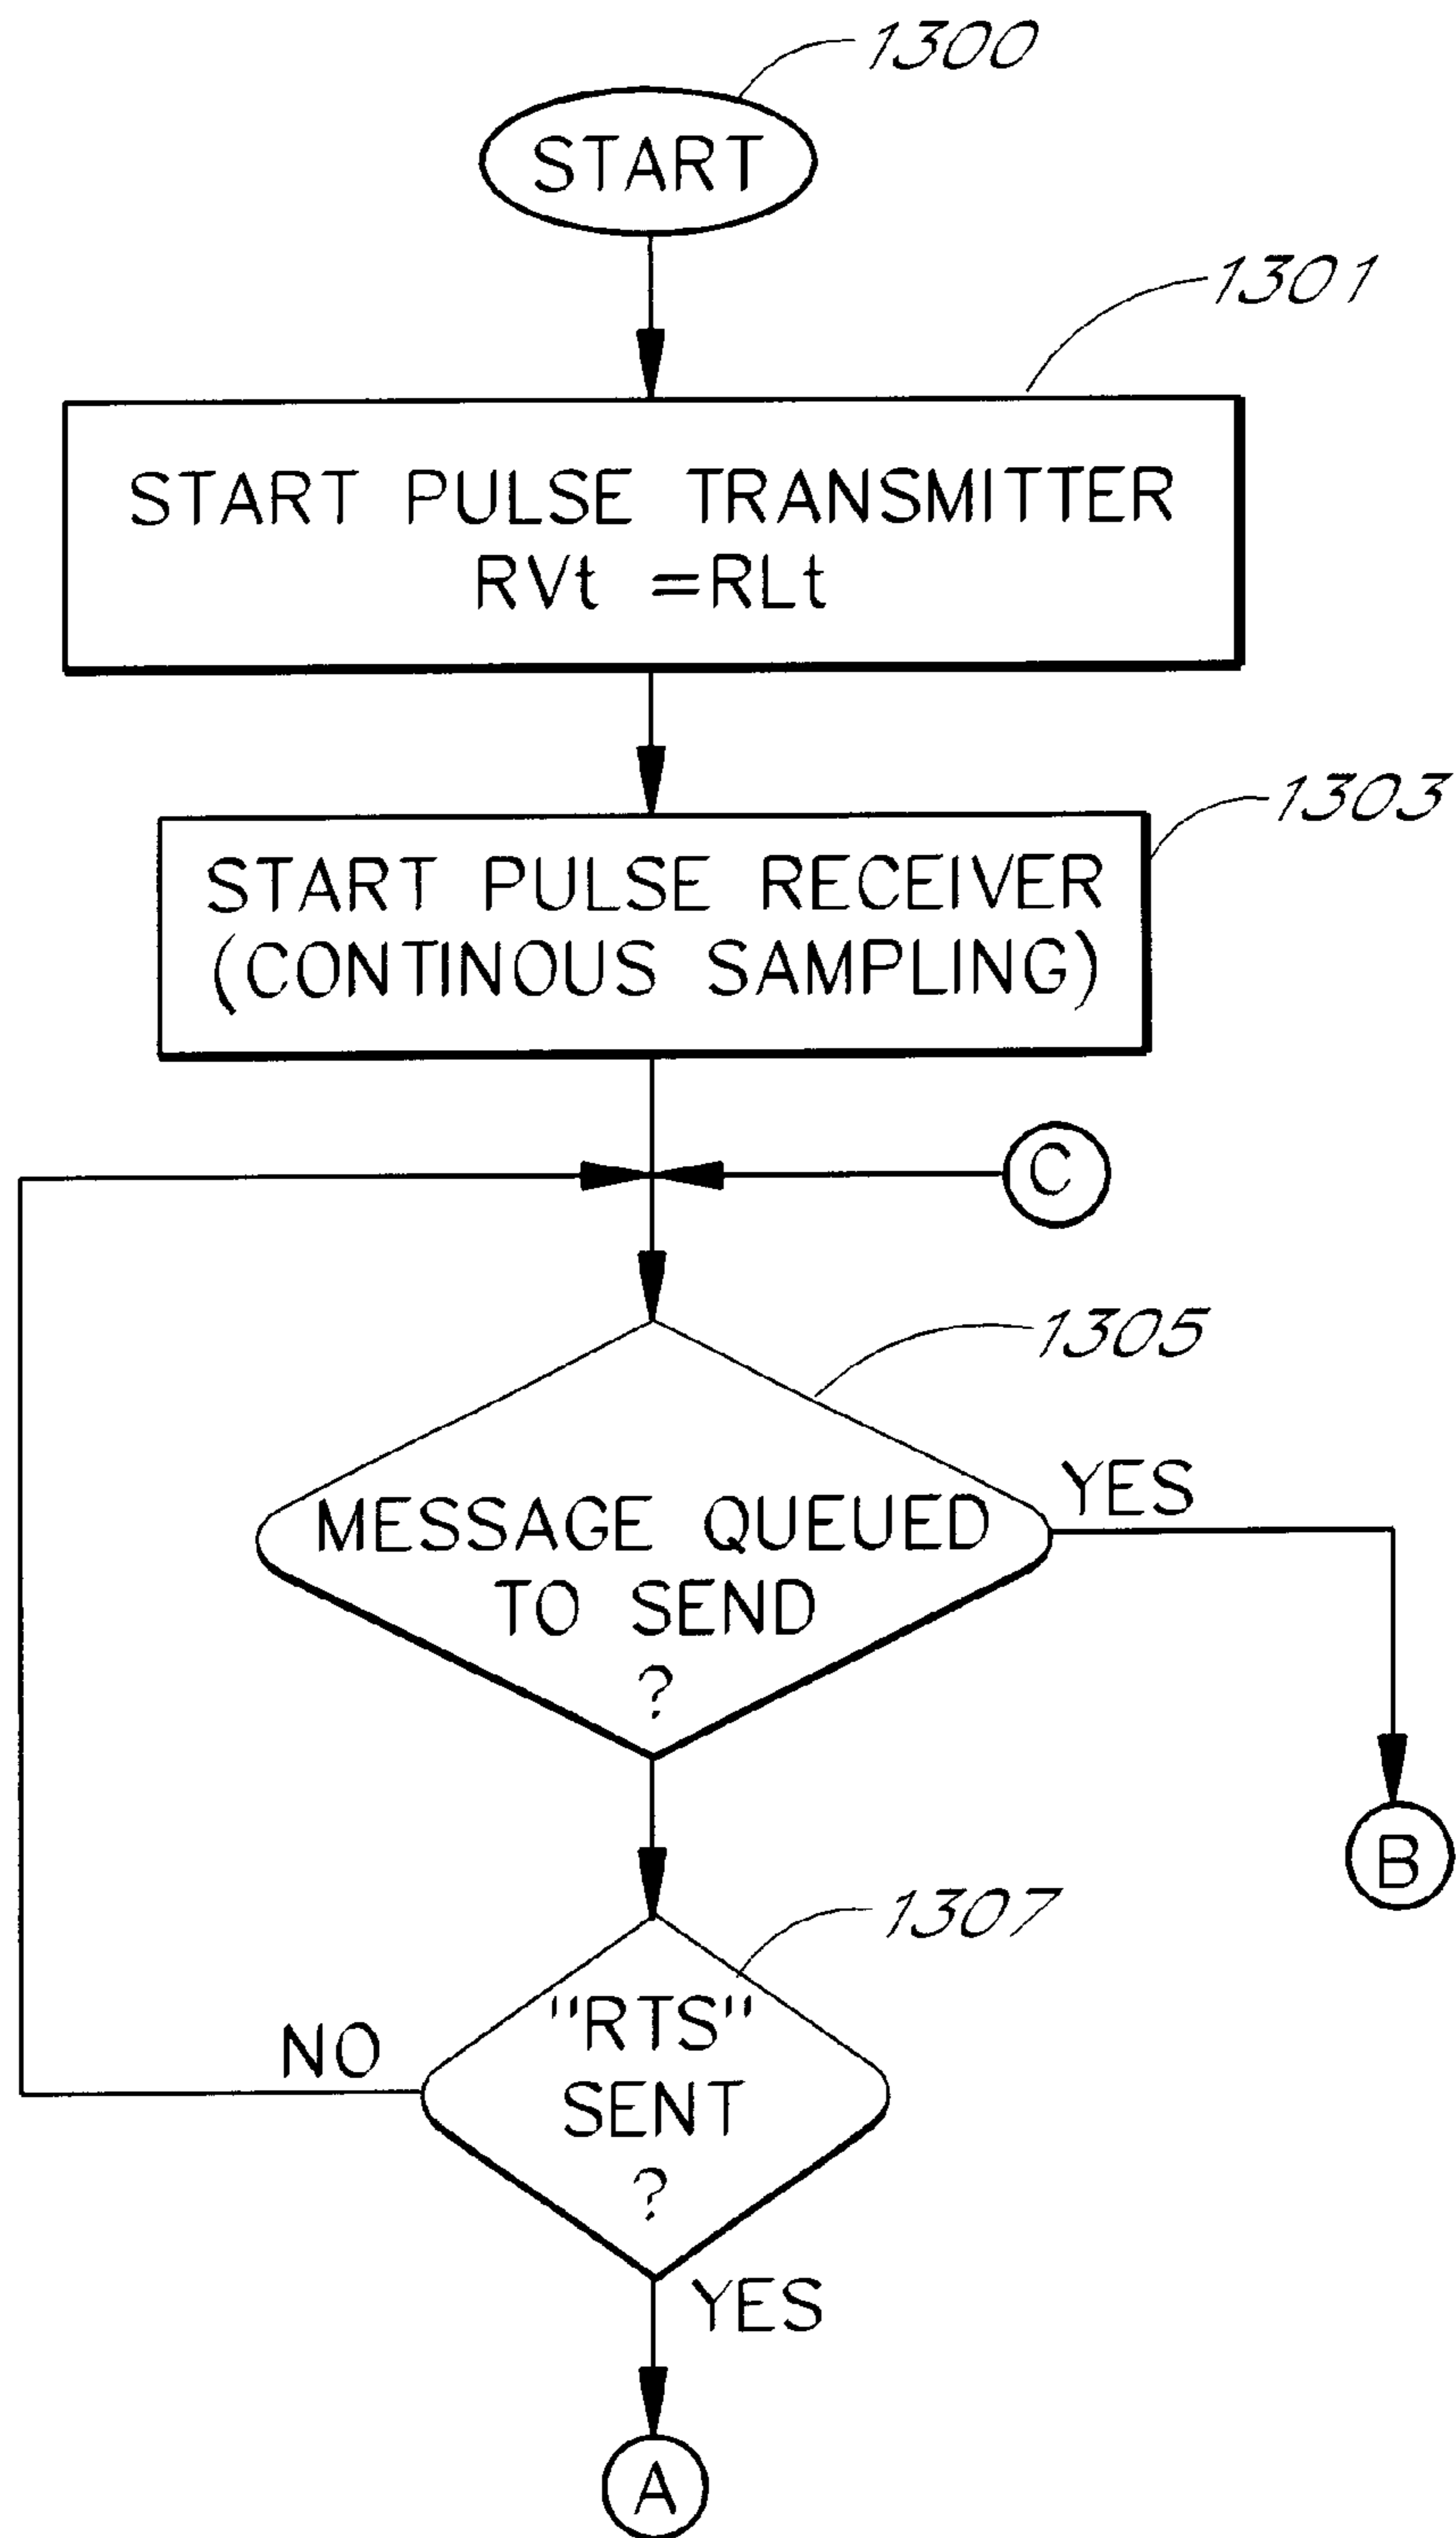 1300
START
1301
START PULSE TRANSMITTER
RVt =RLt
1303
START PULSE RECEIVER
(CONTINOUS SAMPLING)
C
1305
MESSAGE QUEUED
TO SEND
?
YES
B
1307
"RTS"
SENT
?
NO
YES
A